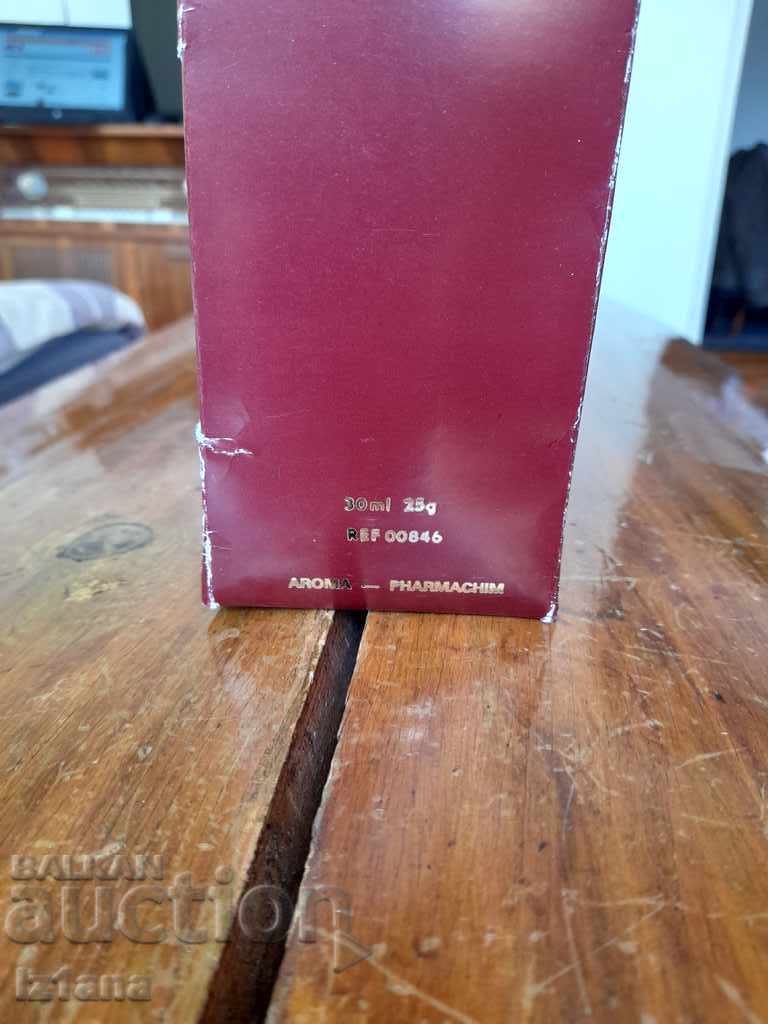 30ml 25g
REF 00846
AROMA — PHARMACHIM
BALKAN
auction
Iztana